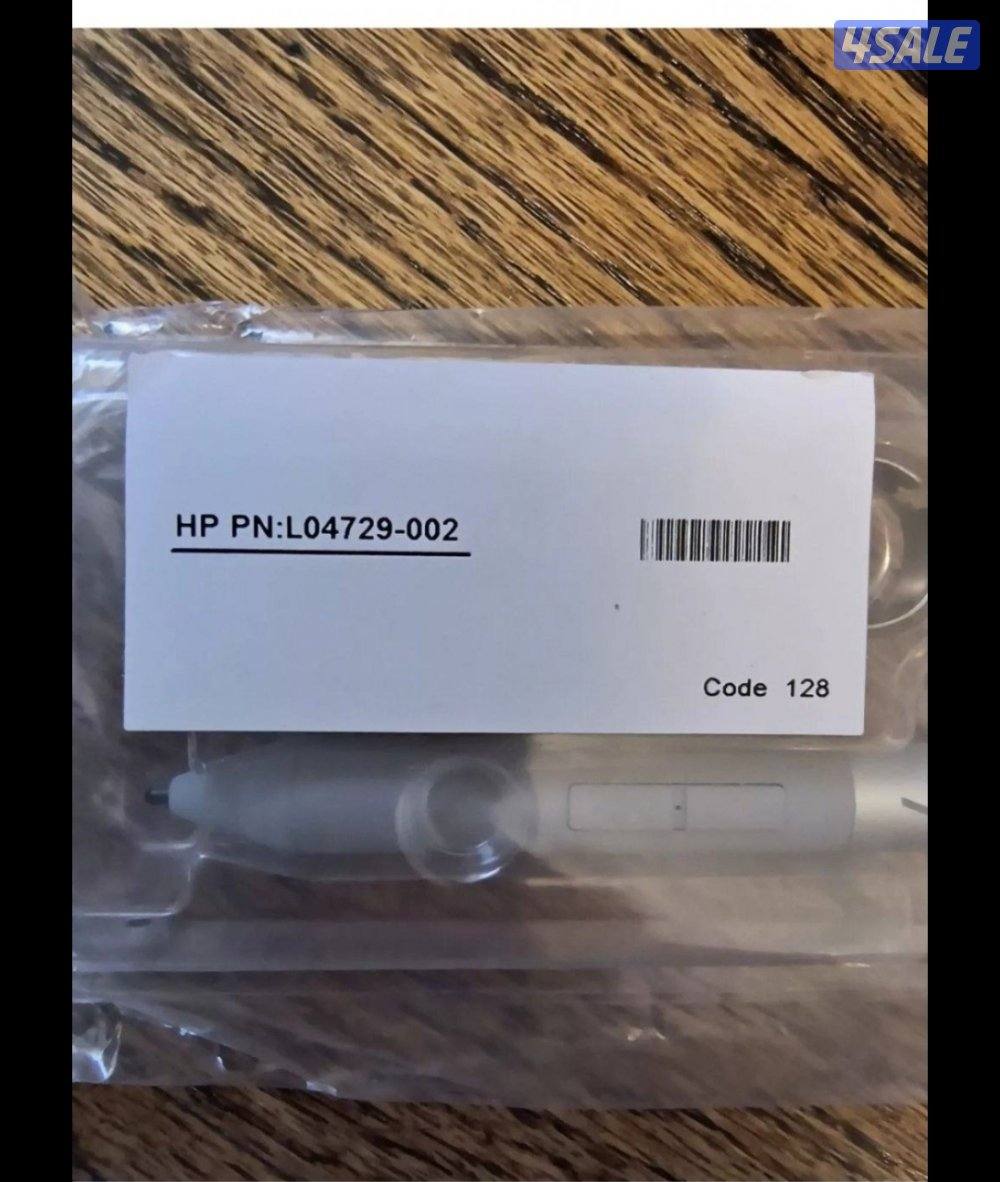 4SALE
HP PN:L04729-002
Code 128